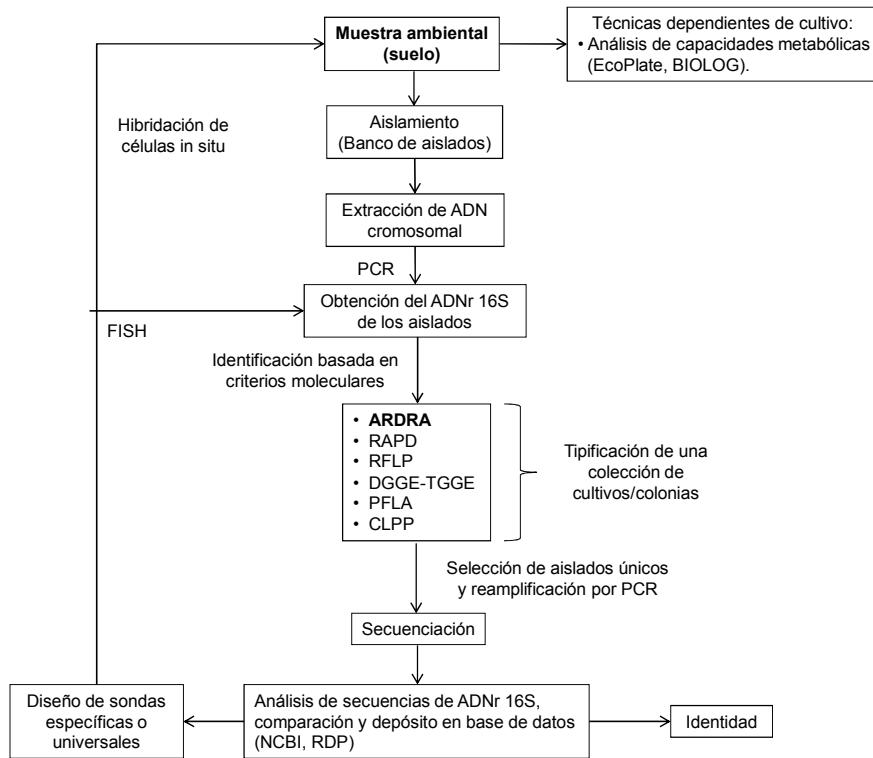 Muestra ambiental
(suelo)
Técnicas dependientes de cultivo:
• Análisis de capacidades metabólicas
(EcoPlate, BIOLOG).
Hibridación de
células in situ
Aislamiento
(Banco de aislados)
Extracción de ADN
cromosomal
PCR
Obtención del ADNr 16S
de los aislados
FISH
Identificación basada en
criterios moleculares
• ARDRA
• RAPD
• RFLP
• DGGE-TGGE
• PFLA
• CLPP
Tipificación de una
colección de
cultivos/colonias
Selección de aislados únicos
y reamplificación por PCR
Secuenciación
Diseño de sondas
específicas o
universales
Análisis de secuencias de ADNr 16S,
comparación y depósito en base de datos
(NCBI, RDP)
Identidad